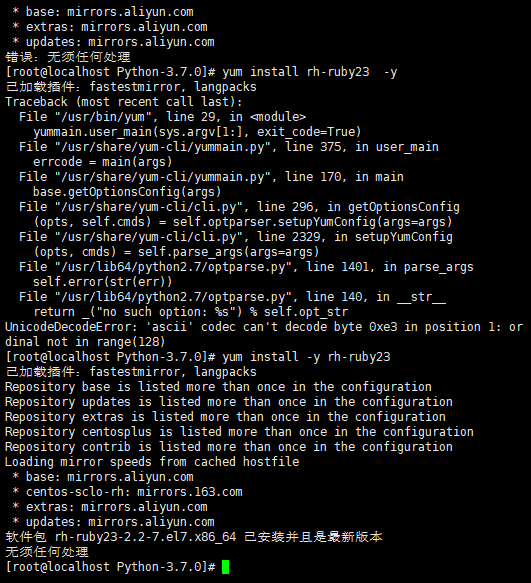 * base: mirrors.aliyun.com
* extras: mirrors.aliyun.com
* updates: mirrors.aliyun.com
错误：无须任何处理
[root@localhost Python-3.7.0]# yum install rh-ruby23  -y
已加载插件：fastestmirror, langpacks
Traceback (most recent call last):
File "/usr/bin/yum", line 29, in <module>
yummain.user_main(sys.argv[1:], exit_code=True)
File "/usr/share/yum-cli/yummain.py", line 375, in user_main
errcode = main(args)
File "/usr/share/yum-cli/yummain.py", line 170, in main
base.getOptionsConfig(args)
File "/usr/share/yum-cli/cli.py", line 296, in getOptionsConfig
(opts, self.cmds) = self.optparser.setupYumConfig(args=args)
File "/usr/share/yum-cli/cli.py", line 2329, in setupYumConfig
(opts, cmds) = self.parse_args(args=args)
File "/usr/lib64/python2.7/optparse.py", line 1401, in parse_args
self.error(str(err))
File "/usr/lib64/python2.7/optparse.py", line 140, in __str__
return _("no such option: %s") % self.opt_str
UnicodeDecodeError: 'ascii' codec can't decode byte 0xe3 in position 1: or
dinal not in range(128)
[root@localhost Python-3.7.0]# yum install -y rh-ruby23
已加载插件：fastestmirror, langpacks
Repository base is listed more than once in the configuration
Repository updates is listed more than once in the configuration
Repository extras is listed more than once in the configuration
Repository centosplus is listed more than once in the configuration
Repository contrib is listed more than once in the configuration
Loading mirror speeds from cached hostfile
* base: mirrors.aliyun.com
* centos-sclo-rh: mirrors.163.com
* extras: mirrors.aliyun.com
* updates: mirrors.aliyun.com
软件包 rh-ruby23-2.2-7.el7.x86_64 已安装并且是最新版本
无须任何处理
[root@localhost Python-3.7.0]#